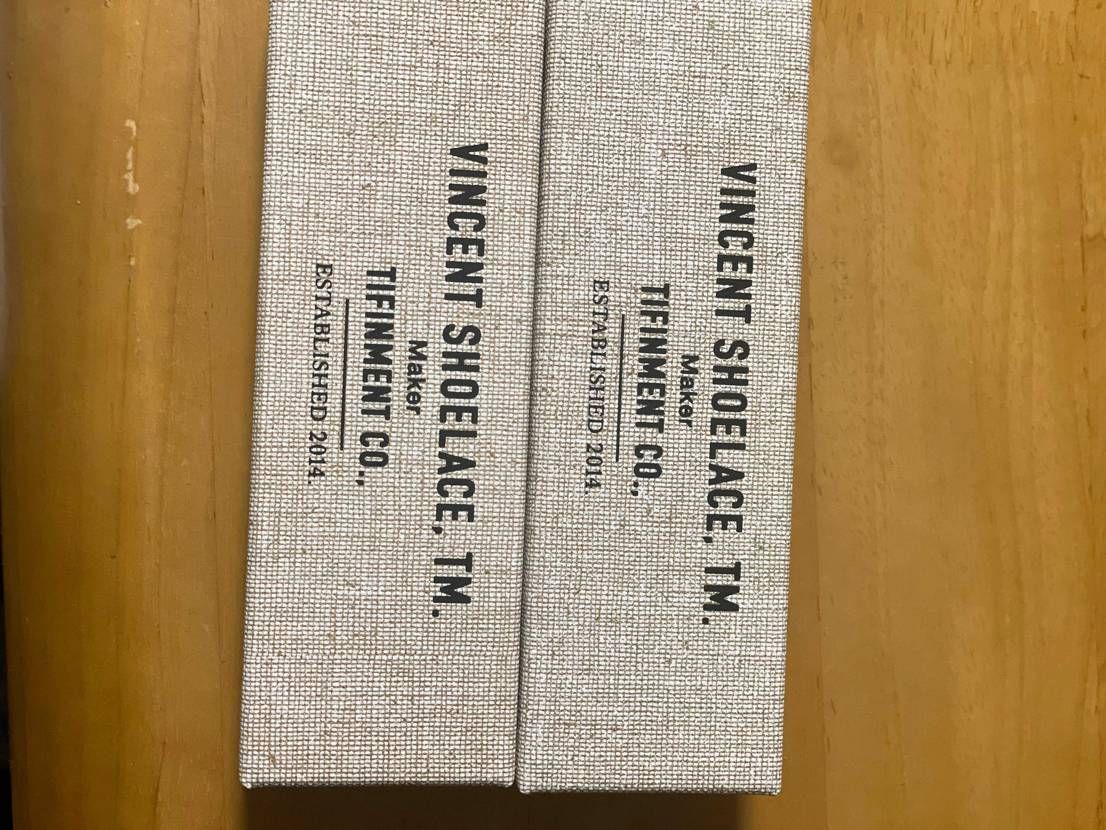 VINCENT SHOELACE, TM.
Maker
TIFINMENT CO.,
ESTABLISHED 2014.
VINCENT SHOELACE, TM.
Maker
TIFINMENT CO.,
ESTABLISHED 2014.